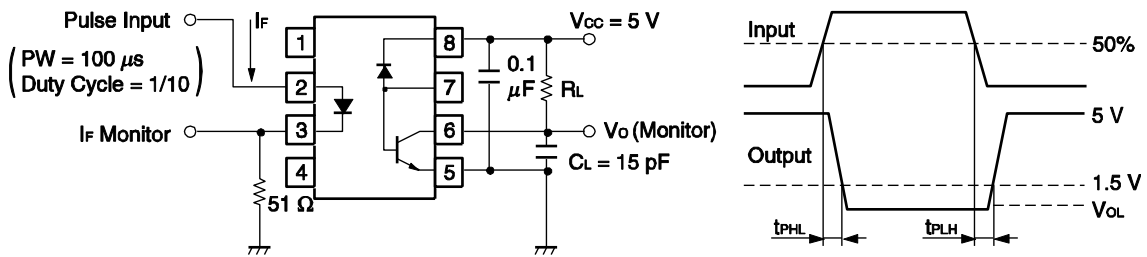 Pulse Input
IF
(PW = 100 μs
Duty Cycle = 1/10)
IF Monitor
51 Ω
1
2
3
4
8
7
6
5
VCC = 5 V
0.1
μF
RL
VO (Monitor)
CL = 15 pF
Input
50%
5 V
Output
1.5 V
VOL
tPHL
tPLH